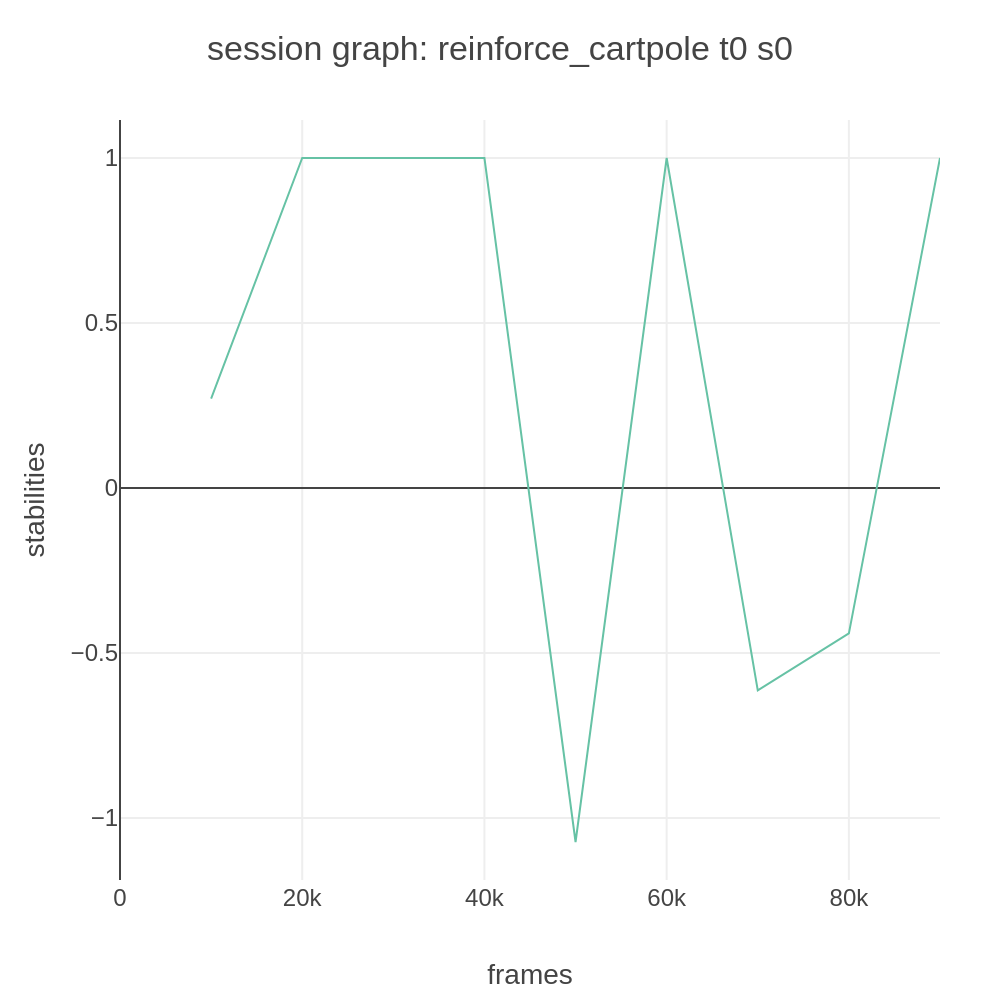 session graph: reinforce_cartpole t0 s0
1
0.5
0
−0.5
−1
stabilities
0
20k
40k
60k
80k
frames